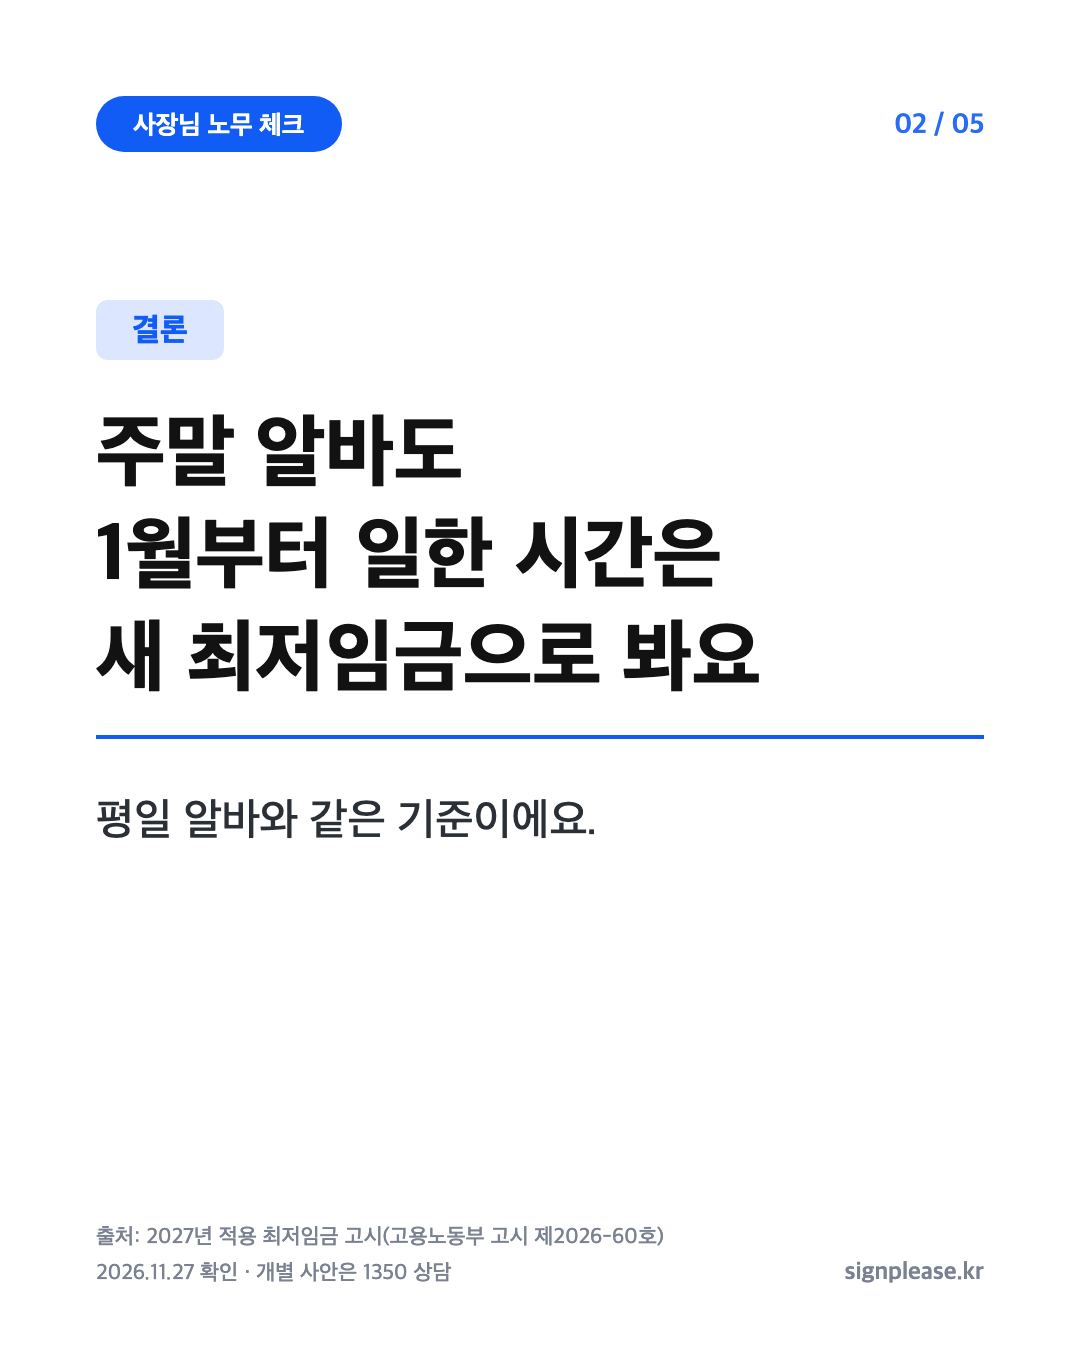 사장님 노무 체크
02 / 05
결론
주말 알바도
1월부터 일한 시간은
새 최저임금으로 봐요
평일 알바와 같은 기준이에요.
출처: 2027년 적용 최저임금 고시(고용노동부 고시 제2026-60호)
2026.11.27 확인 · 개별 사안은 1350 상담
signplease.kr